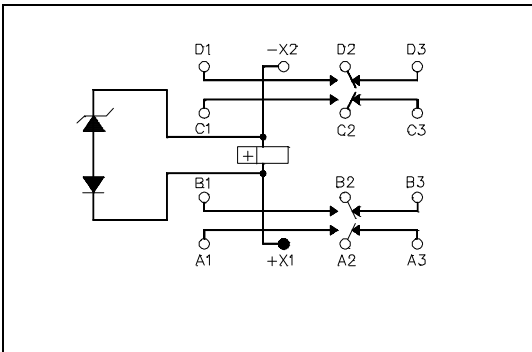 D1 -X2 D2 D3
C1 C2 C3
+
B1 B2 B3
A1 +X1 A2 A3